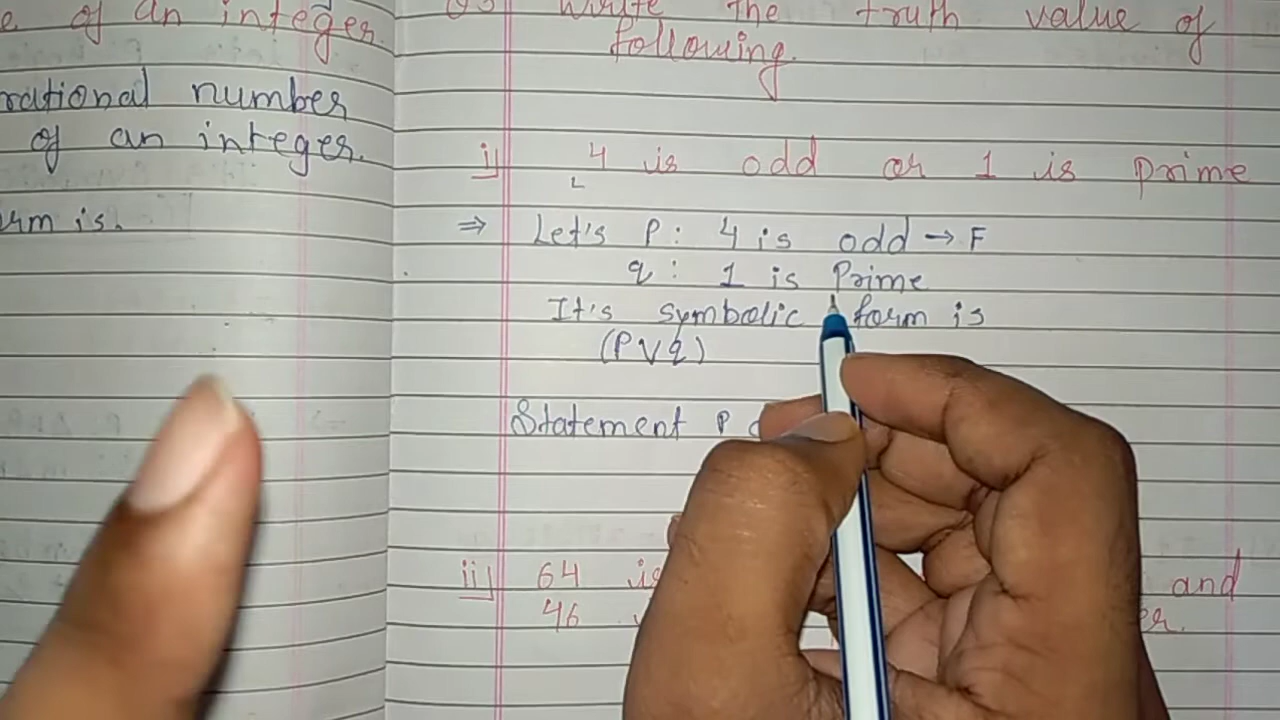 of an integer.
rational number
of an integer.
is.
Q3 Write the truth value of
following.
i) 4 is odd or 1 is prime
⇒ Let's P: 4 is odd → F
q: 1 is Prime
It's symbolic form is
(P∨q)
Statement P
ii) 64 is and
46